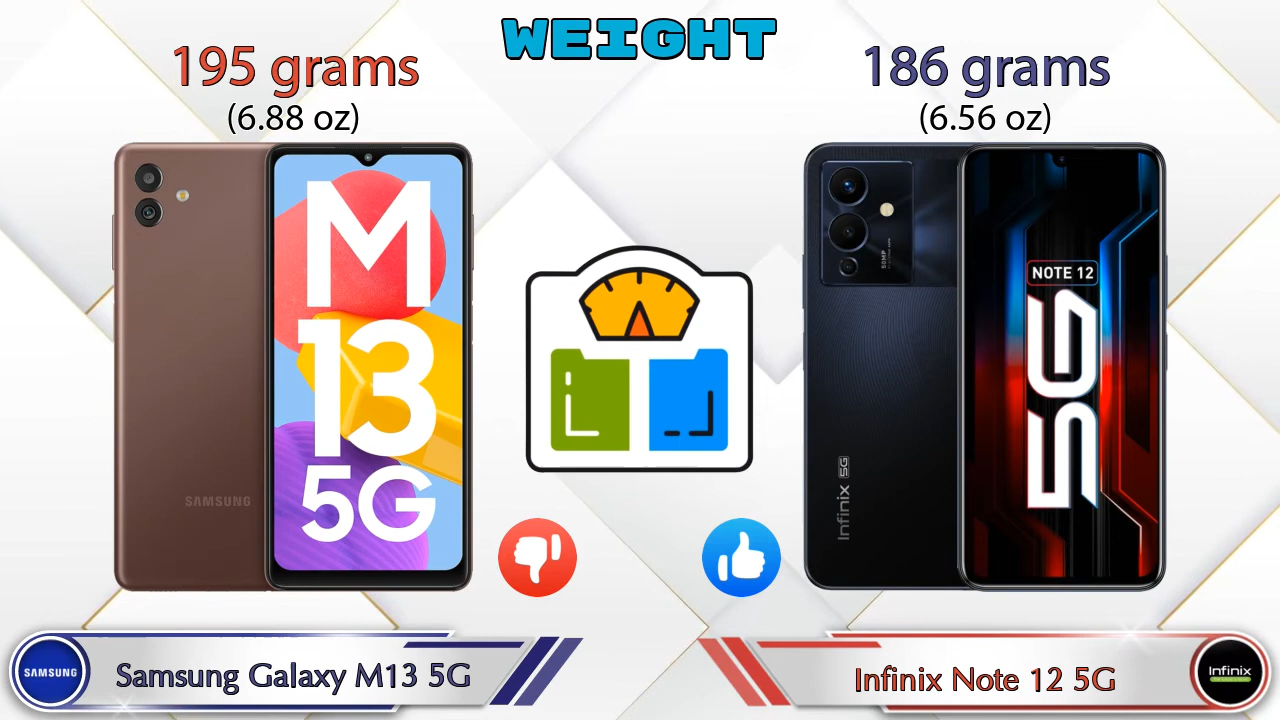 WEIGHT
195 grams
(6.88 oz)
186 grams
(6.56 oz)
M
13
5G
SAMSUNG
50MP
Infinix 5G
NOTE 12
5G
SAMSUNG
Samsung Galaxy M13 5G
Infinix Note 12 5G
Infinix